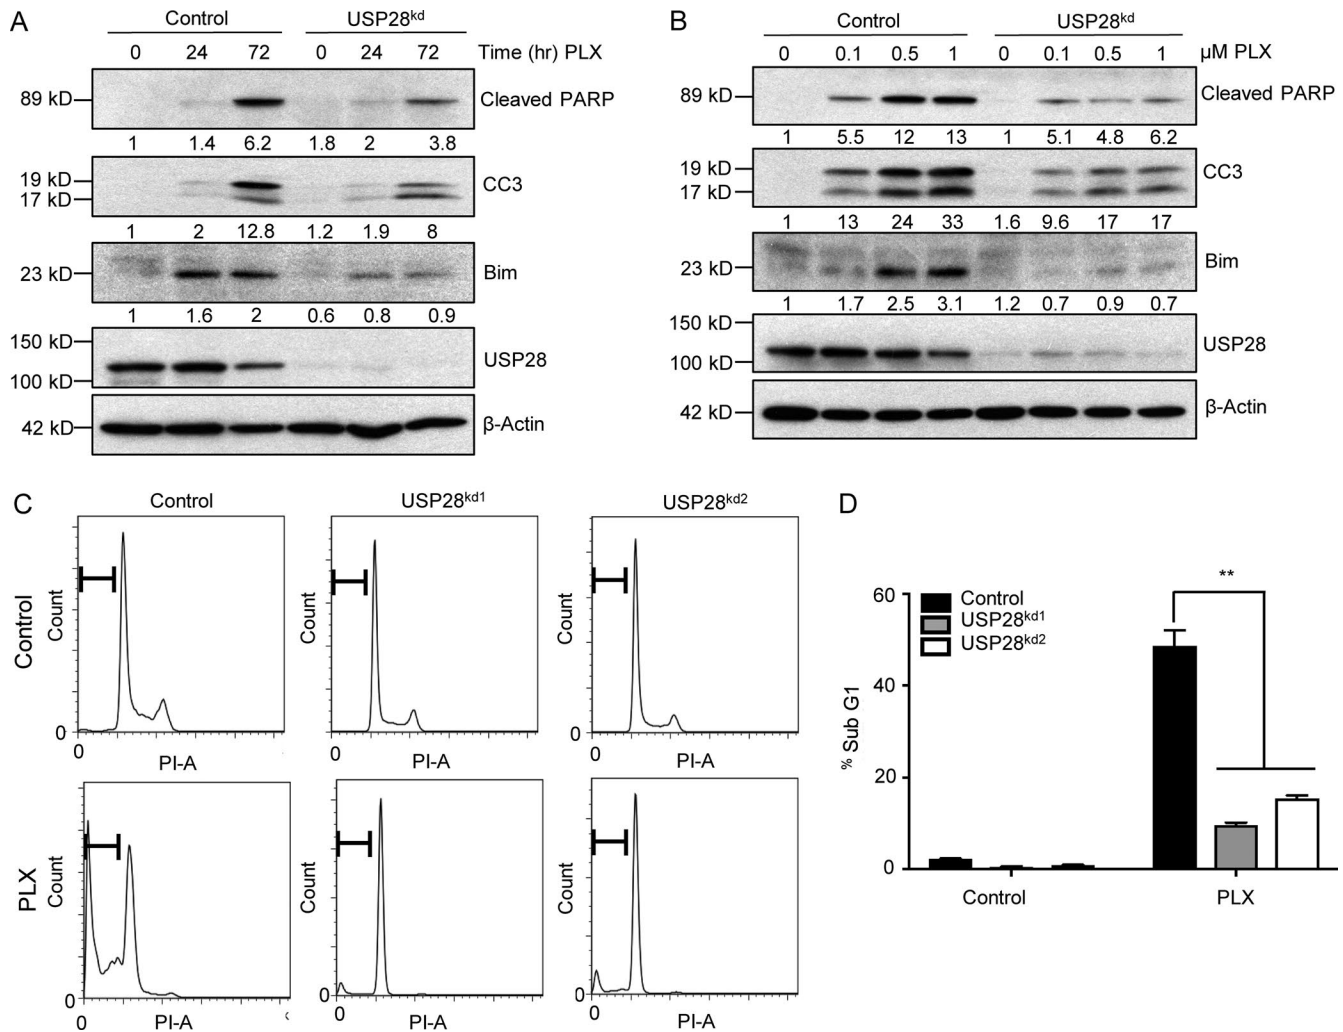 A
Control USP28kd
0 24 72 0 24 72 Time (hr) PLX
89 kD Cleaved PARP
1 1.4 6.2 1.8 2 3.8
19 kD CC3
17 kD
1 2 12.8 1.2 1.9 8
23 kD Bim
1 1.6 2 0.6 0.8 0.9
150 kD
USP28
100 kD
42 kD β-Actin
B
Control USP28kd
0 0.1 0.5 1 0 0.1 0.5 1 µM PLX
89 kD Cleaved PARP
1 5.5 12 13 1 5.1 4.8 6.2
19 kD CC3
17 kD
1 13 24 33 1.6 9.6 17 17
23 kD Bim
1 1.7 2.5 3.1 1.2 0.7 0.9 0.7
150 kD
USP28
100 kD
42 kD β-Actin
C
Control USP28kd1 USP28kd2
Control
Count Count Count
0 0 0
0 0 0
PI-A PI-A PI-A
PLX
Count Count Count
0 0 0
0 0 0
PI-A PI-A PI-A
D
Control
USP28kd1
USP28kd2
**
% Sub G1
60
40
20
0
Control PLX